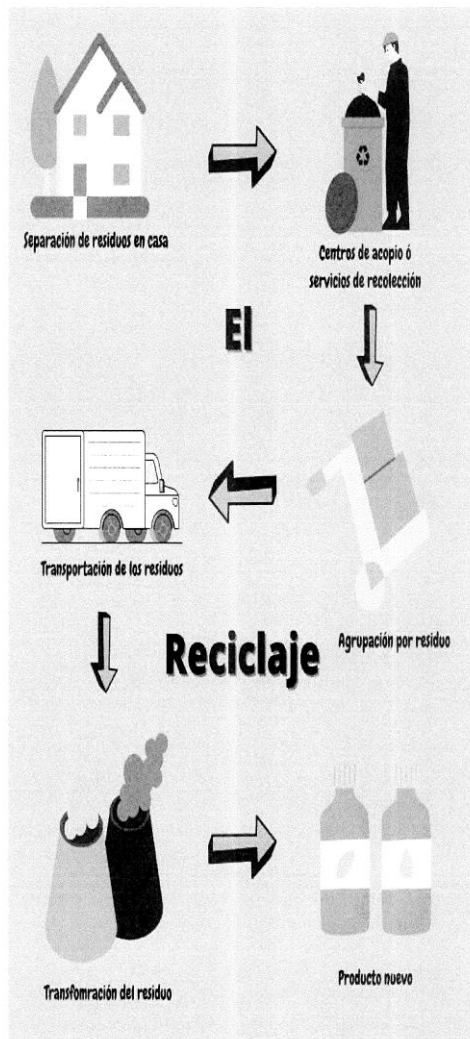 Separación de residuos en casa
Centros de acopio ó
servicios de recolección
El
Transportación de los residuos
Agrupación por residuo
Reciclaje
Transfomración del residuo
Producto nuevo